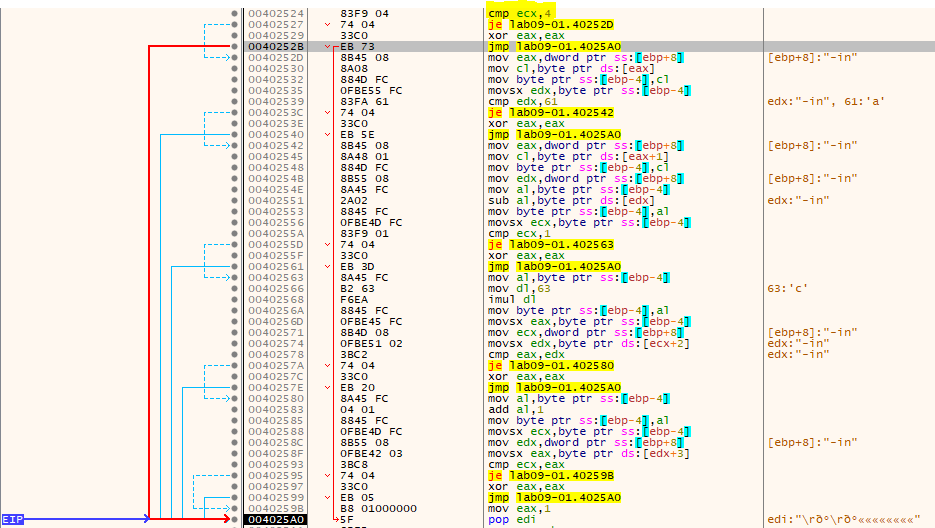 00402524 83F9 04 cmp ecx,4
00402527 74 04 je lab09-01.40252D
00402529 33C0 xor eax,eax
0040252B EB 73 jmp lab09-01.4025A0
0040252D 8B45 08 mov eax,dword ptr ss:[ebp+8] [ebp+8]:"-in"
00402530 8A08 mov cl,byte ptr ds:[eax]
00402532 884D FC mov byte ptr ss:[ebp-4],cl
00402535 0FBE55 FC movsx edx,byte ptr ss:[ebp-4]
00402539 83FA 61 cmp edx,61 edx:"-in", 61:'a'
0040253C 74 04 je lab09-01.402542
0040253E 33C0 xor eax,eax
00402540 EB 5E jmp lab09-01.4025A0
00402542 8B45 08 mov eax,dword ptr ss:[ebp+8] [ebp+8]:"-in"
00402545 8A48 01 mov cl,byte ptr ds:[eax+1]
00402548 884D FC mov byte ptr ss:[ebp-4],cl
0040254B 8B55 08 mov edx,dword ptr ss:[ebp+8] [ebp+8]:"-in"
0040254E 8A45 FC mov al,byte ptr ss:[ebp-4]
00402551 2A02 sub al,byte ptr ds:[edx] edx:"-in"
00402553 8845 FC mov byte ptr ss:[ebp-4],al
00402556 0FBE4D FC movsx ecx,byte ptr ss:[ebp-4]
0040255A 83F9 01 cmp ecx,1
0040255D 74 04 je lab09-01.402563
0040255F 33C0 xor eax,eax
00402561 EB 3D jmp lab09-01.4025A0
00402563 8A45 FC mov al,byte ptr ss:[ebp-4]
00402566 B2 63 mov dl,63 63:'c'
00402568 F6EA imul dl
0040256A 8845 FC mov byte ptr ss:[ebp-4],al
0040256D 0FBE45 FC movsx eax,byte ptr ss:[ebp-4]
00402571 8B4D 08 mov ecx,dword ptr ss:[ebp+8] [ebp+8]:"-in"
00402574 0FBE51 02 movsx edx,byte ptr ds:[ecx+2] edx:"-in"
00402578 3BC2 cmp eax,edx edx:"-in"
0040257A 74 04 je lab09-01.402580
0040257C 33C0 xor eax,eax
0040257E EB 20 jmp lab09-01.4025A0
00402580 8A45 FC mov al,byte ptr ss:[ebp-4]
00402583 04 01 add al,1
00402585 8845 FC mov byte ptr ss:[ebp-4],al
00402588 0FBE4D FC movsx ecx,byte ptr ss:[ebp-4]
0040258C 8B55 08 mov edx,dword ptr ss:[ebp+8] [ebp+8]:"-in"
0040258F 0FBE42 03 movsx eax,byte ptr ds:[edx+3]
00402593 3BC8 cmp ecx,eax
00402595 74 04 je lab09-01.40259B
00402597 33C0 xor eax,eax
00402599 EB 05 jmp lab09-01.4025A0
0040259B B8 01000000 mov eax,1
EIP 004025A0 5F pop edi edi:"\rðº\rðº««««««««"